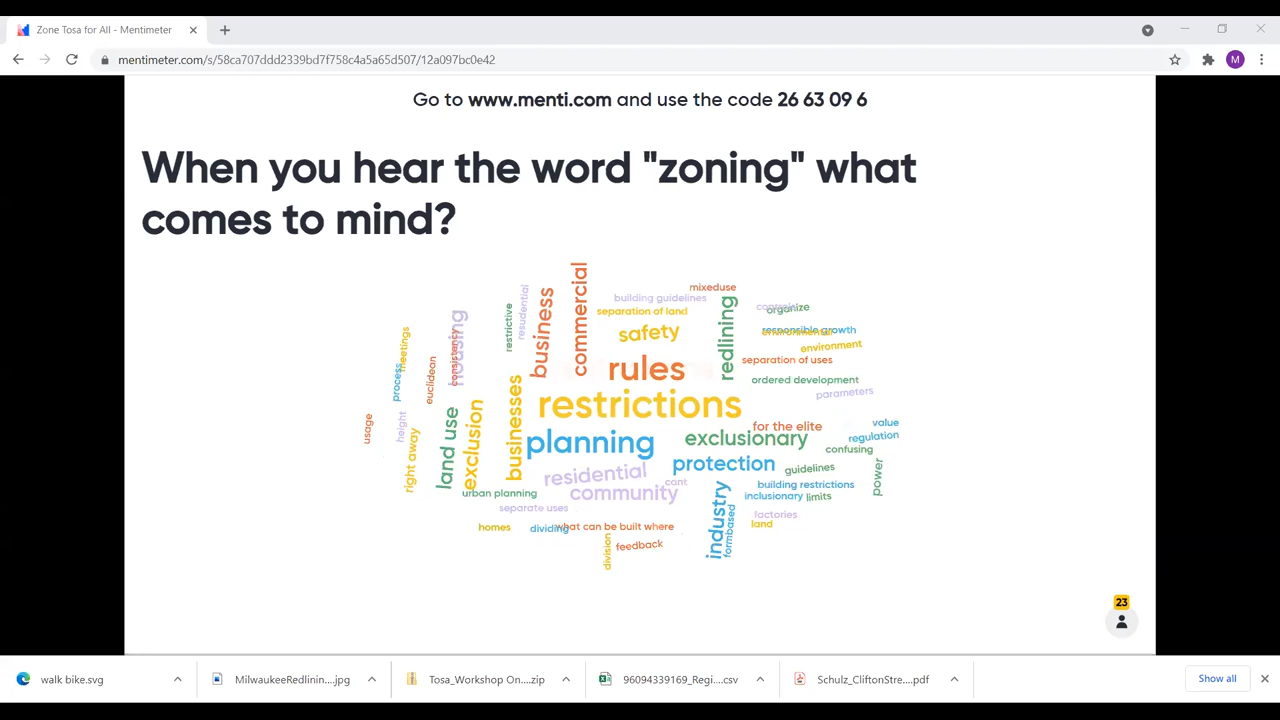 Zone Tosa for All - Mentimeter
mentimeter.com/s/58ca707ddd2339bd7f758c4a5a65d507/12a097bc0e42
M
Go to www.menti.com and use the code 26 63 09 6
When you hear the word "zoning" what
comes to mind?
commercial
business
resudential
restrictive
housing
consistency
meetings
process
euclidean
mixeduse
building guidelines
separation of land
safety
redlining
organize
responsible growth
environmental
environment
separation of uses
rules
ordered development
parameters
restrictions
usage
height
right away
land use
exclusion
businesses
planning
for the elite
exclusionary
value
regulation
confusing
power
protection
guidelines
residential
cont
community
building restrictions
inclusionary
limits
urban planning
separate uses
industry
formbased
factories
land
homes
dividing
what can be built where
division
feedback
23
walk bike.svg
MilwaukeeRedlinin....jpg
Tosa_Workshop On....zip
96094339169_Regi....csv
Schulz_CliftonStre....pdf
Show all